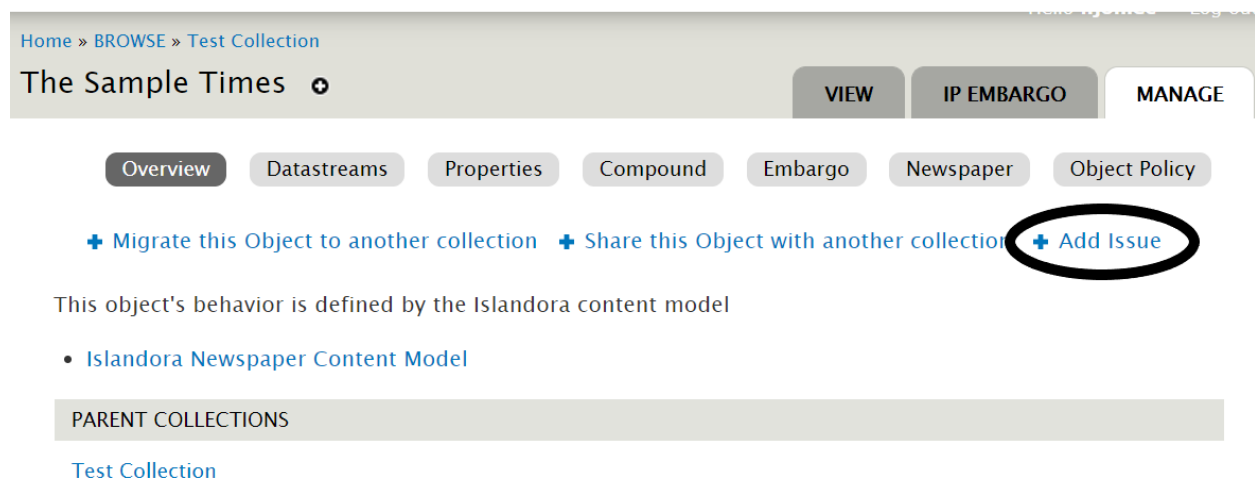 Home » BROWSE » Test Collection
The Sample Times
VIEW IP EMBARGO MANAGE
Overview Datastreams Properties Compound Embargo Newspaper Object Policy
Migrate this Object to another collection Share this Object with another collection Add Issue
This object's behavior is defined by the Islandora content model
• Islandora Newspaper Content Model
PARENT COLLECTIONS
Test Collection